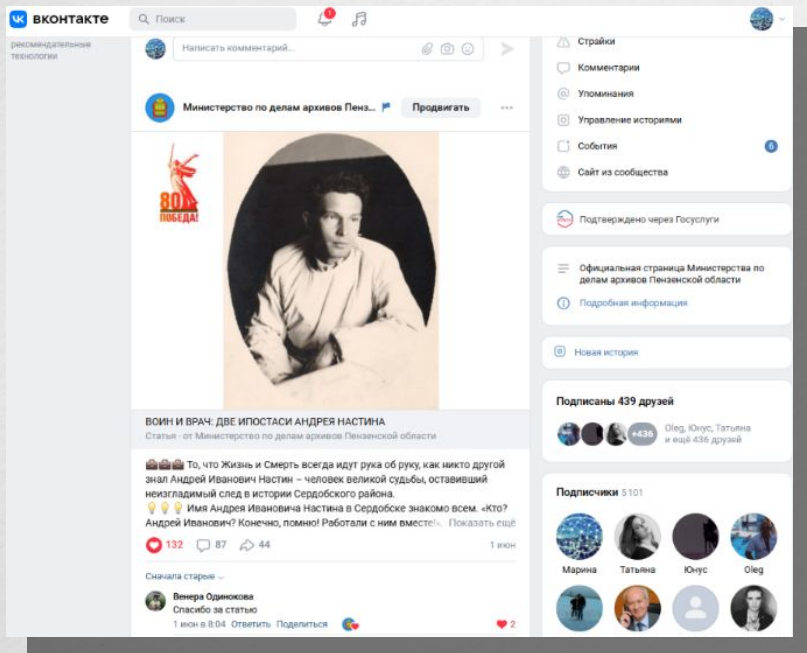 вконтакте
Поиск
1
рекомендательные
технологии
Написать комментарий...
Министерство по делам архивов Пенз...
Продвигать
80
ПОБЕДА!
ВОИН И ВРАЧ: ДВЕ ИПОСТАСИ АНДРЕЯ НАСТИНА
Статья · от Министерство по делам архивов Пензенской области
То, что Жизнь и Смерть всегда идут рука об руку, как никто другой
знал Андрей Иванович Настин – человек великой судьбы, оставивший
неизгладимый след в истории Сердобского района.
Имя Андрея Ивановича Настина в Сердобске знакомо всем. «Кто?
Андрей Иванович? Конечно, помню! Работали с ним вместе!». Показать ещё
132 87 44 1 июн
Сначала старые
Венера Одинокова
Спасибо за статью
1 июн в 8:04 Ответить Поделиться 2
Страйки
Комментарии
Упоминания
Управление историями
События 6
Сайт из сообщества
Подтверждено через Госуслуги
Официальная страница Министерства по
делам архивов Пензенской области
Подробная информация
Новая история
Подписаны 439 друзей
+436
Oleg, Юнус, Татьяна
и ещё 436 друзей
Подписчики 5101
Марина Татьяна Юнус Oleg